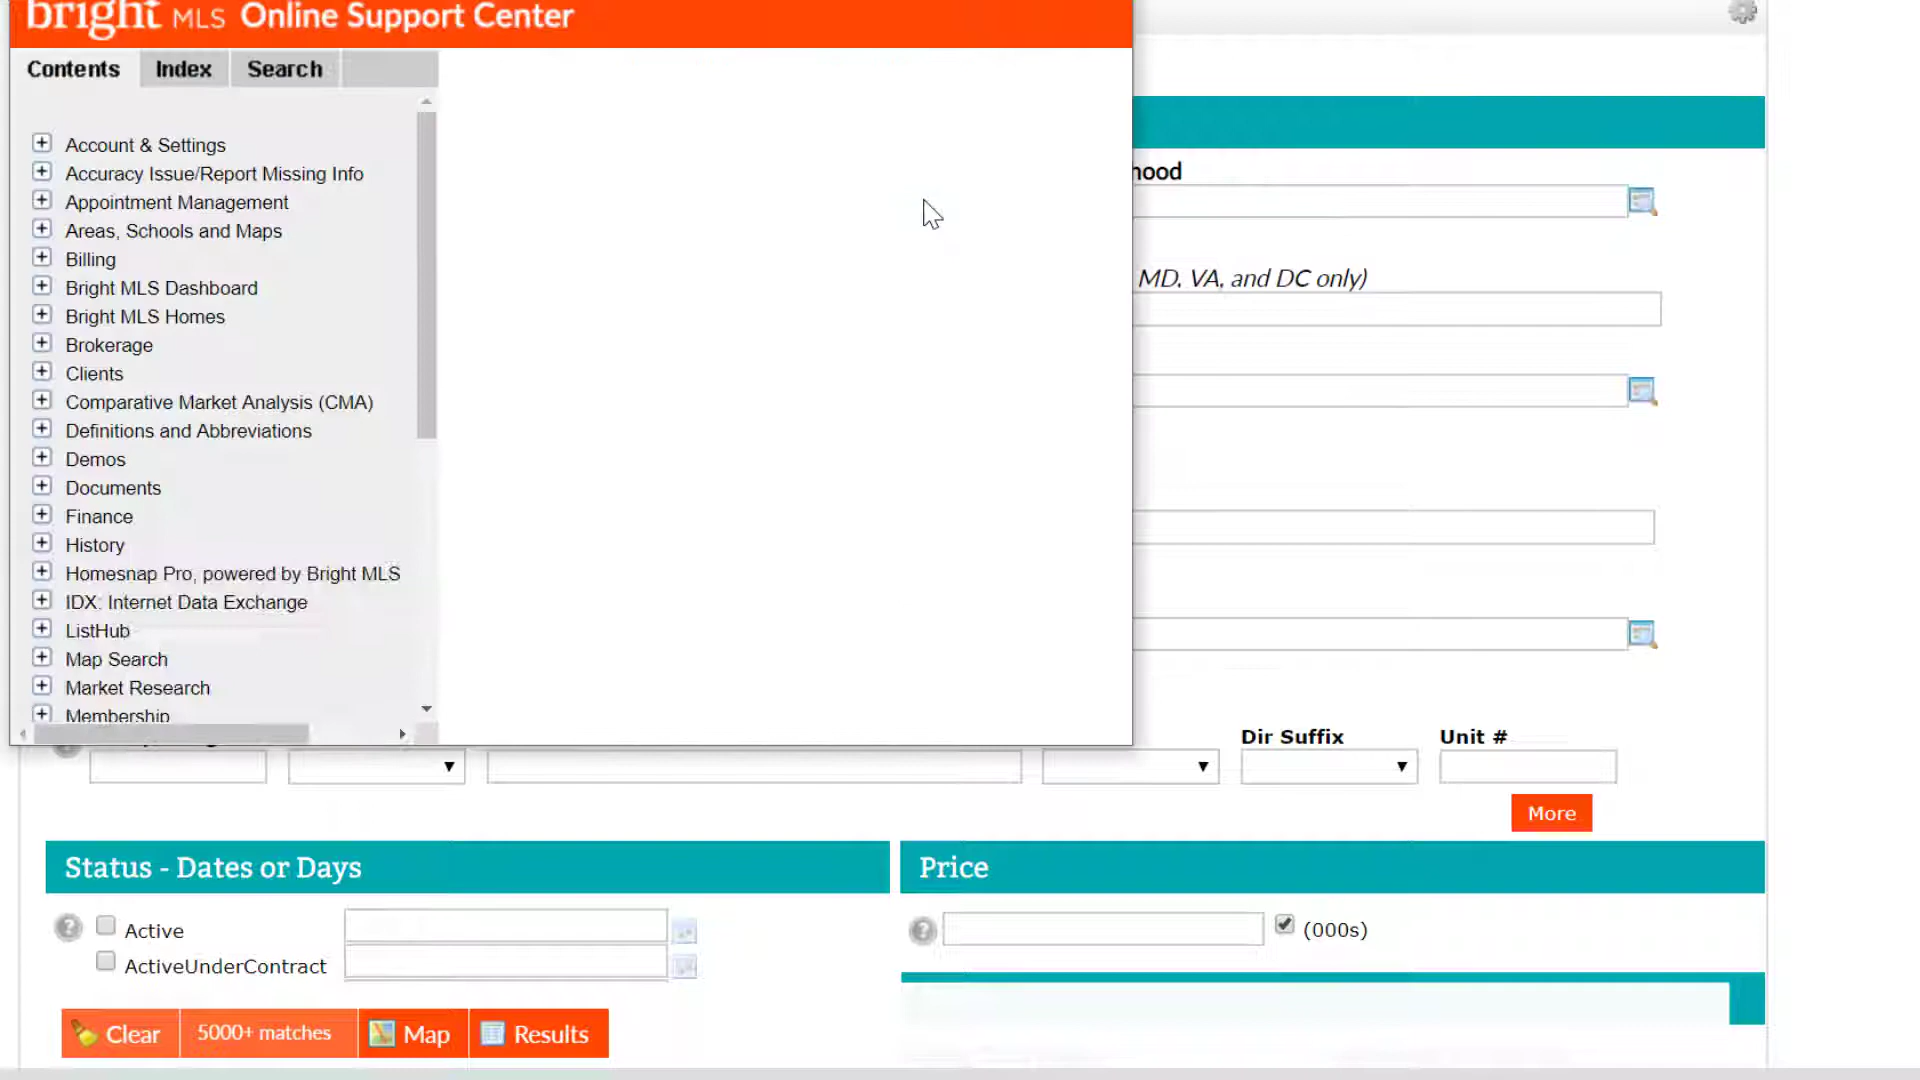 bright MLS Online Support Center
Contents Index Search
Account & Settings
Accuracy Issue/Report Missing Info
Appointment Management
Areas, Schools and Maps
Billing
Bright MLS Dashboard
Bright MLS Homes
Brokerage
Clients
Comparative Market Analysis (CMA)
Definitions and Abbreviations
Demos
Documents
Finance
History
Homesnap Pro, powered by Bright MLS
IDX: Internet Data Exchange
ListHub
Map Search
Market Research
Membership
hood
MD, VA, and DC only)
Dir Suffix Unit #
More
Status - Dates or Days
Price
Active
ActiveUnderContract
(000s)
Clear 5000+ matches Map Results